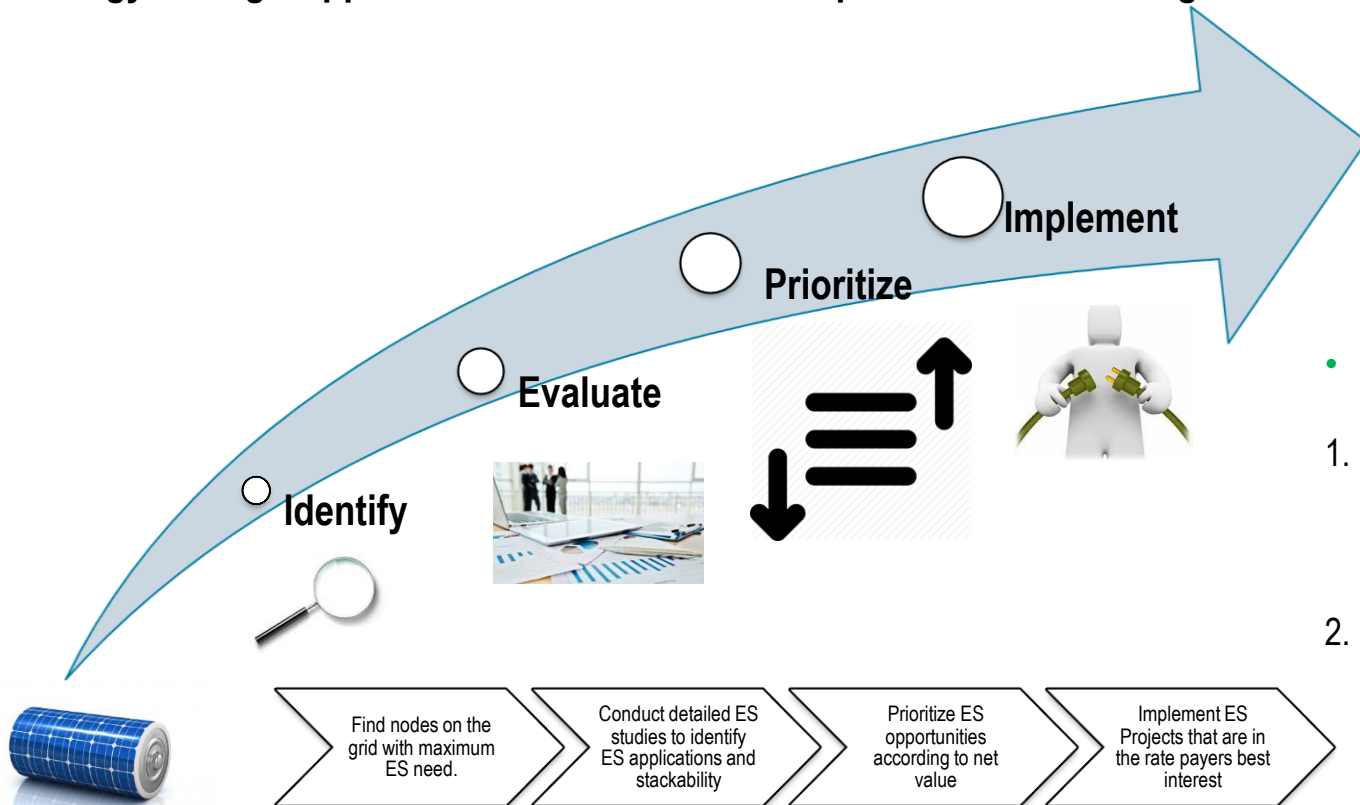 Implement
Prioritize
Evaluate
Identify
•
1.
2.
Find nodes on the
grid with maximum
ES need.
Conduct detailed ES
studies to identify
ES applications and
stackability
Prioritize ES
opportunities
according to net
value
Implement ES
Projects that are in
the rate payers best
interest